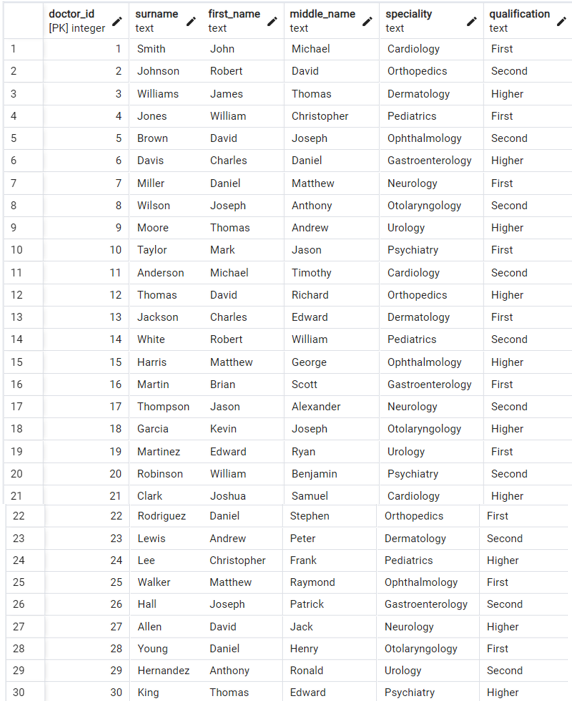 doctor_id surname first_name middle_name speciality qualification
[PK] integer text text text text text
1 1 Smith John Michael Cardiology First
2 2 Johnson Robert David Orthopedics Second
3 3 Williams James Thomas Dermatology Higher
4 4 Jones William Christopher Pediatrics First
5 5 Brown David Joseph Ophthalmology Second
6 6 Davis Charles Daniel Gastroenterology Higher
7 7 Miller Daniel Matthew Neurology First
8 8 Wilson Joseph Anthony Otolaryngology Second
9 9 Moore Thomas Andrew Urology Higher
10 10 Taylor Mark Jason Psychiatry First
11 11 Anderson Michael Timothy Cardiology Second
12 12 Thomas David Richard Orthopedics Higher
13 13 Jackson Charles Edward Dermatology First
14 14 White Robert William Pediatrics Second
15 15 Harris Matthew George Ophthalmology Higher
16 16 Martin Brian Scott Gastroenterology First
17 17 Thompson Jason Alexander Neurology Second
18 18 Garcia Kevin Joseph Otolaryngology Higher
19 19 Martinez Edward Ryan Urology First
20 20 Robinson William Benjamin Psychiatry Second
21 21 Clark Joshua Samuel Cardiology Higher
22 22 Rodriguez Daniel Stephen Orthopedics First
23 23 Lewis Andrew Peter Dermatology Second
24 24 Lee Christopher Frank Pediatrics Higher
25 25 Walker Matthew Raymond Ophthalmology First
26 26 Hall Joseph Patrick Gastroenterology Second
27 27 Allen David Jack Neurology Higher
28 28 Young Daniel Henry Otolaryngology First
29 29 Hernandez Anthony Ronald Urology Second
30 30 King Thomas Edward Psychiatry Higher